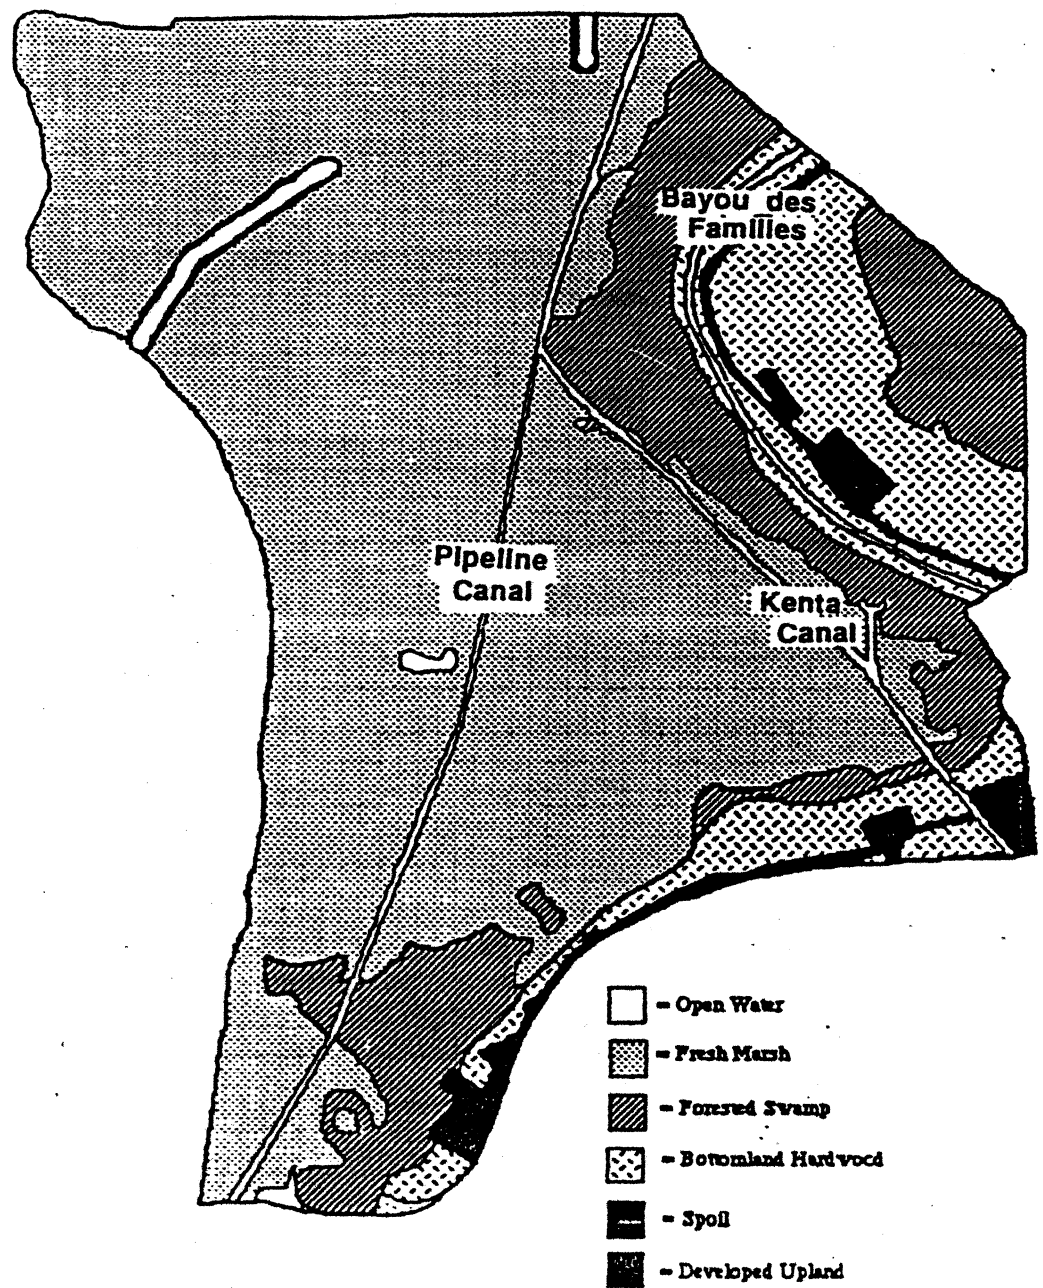 Bayou des
Families
Pipeline
Canal
Kenta
Canal
= Open Water
= Fresh Marsh
= Forested Swamp
= Bottomland Hardwood
= Spoil
= Developed Upland